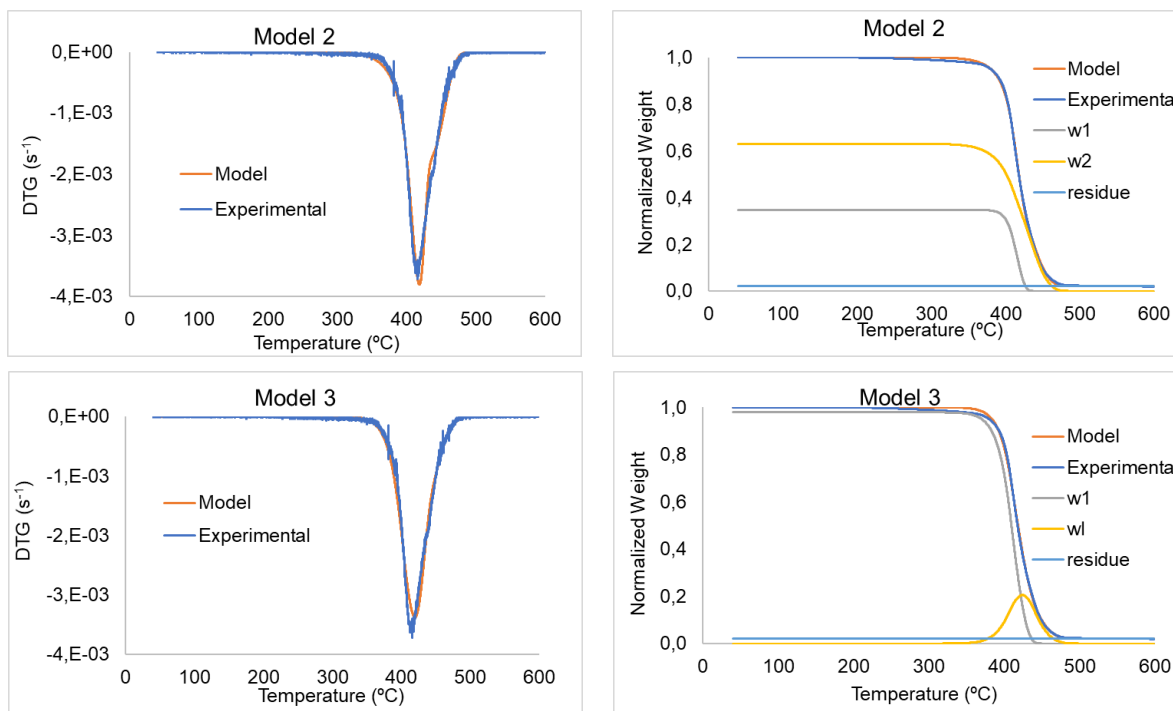 Model 2
0,E+00
-1,E-03
-2,E-03
-3,E-03
-4,E-03
DTG (s⁻¹)
Model
Experimental
0 100 200 300 400 500 600
Temperature (ºC)
Model 2
1,0
0,8
0,6
0,4
0,2
0,0
Normalized Weight
Model
Experimenta
w1
w2
residue
0 100 200 300 400 500 600
Temperature (ºC)
Model 3
0,E+00
-1,E-03
-2,E-03
-3,E-03
-4,E-03
DTG (s⁻¹)
Model
Experimental
0 100 200 300 400 500 600
Temperature (ºC)
Model 3
1,0
0,8
0,6
0,4
0,2
0,0
Normalized Weight
Model
Experimenta
w1
wl
residue
0 100 200 300 400 500 600
Temperature (ºC)